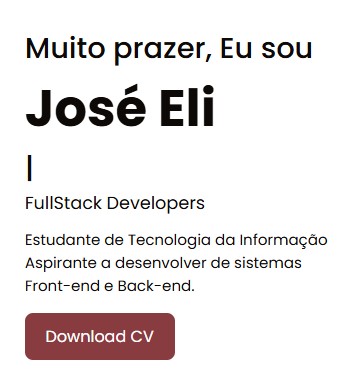 Muito prazer, Eu sou
José Eli
|
FullStack Developers
Estudante de Tecnologia da Informação
Aspirante a desenvolver de sistemas
Front-end e Back-end.
Download CV